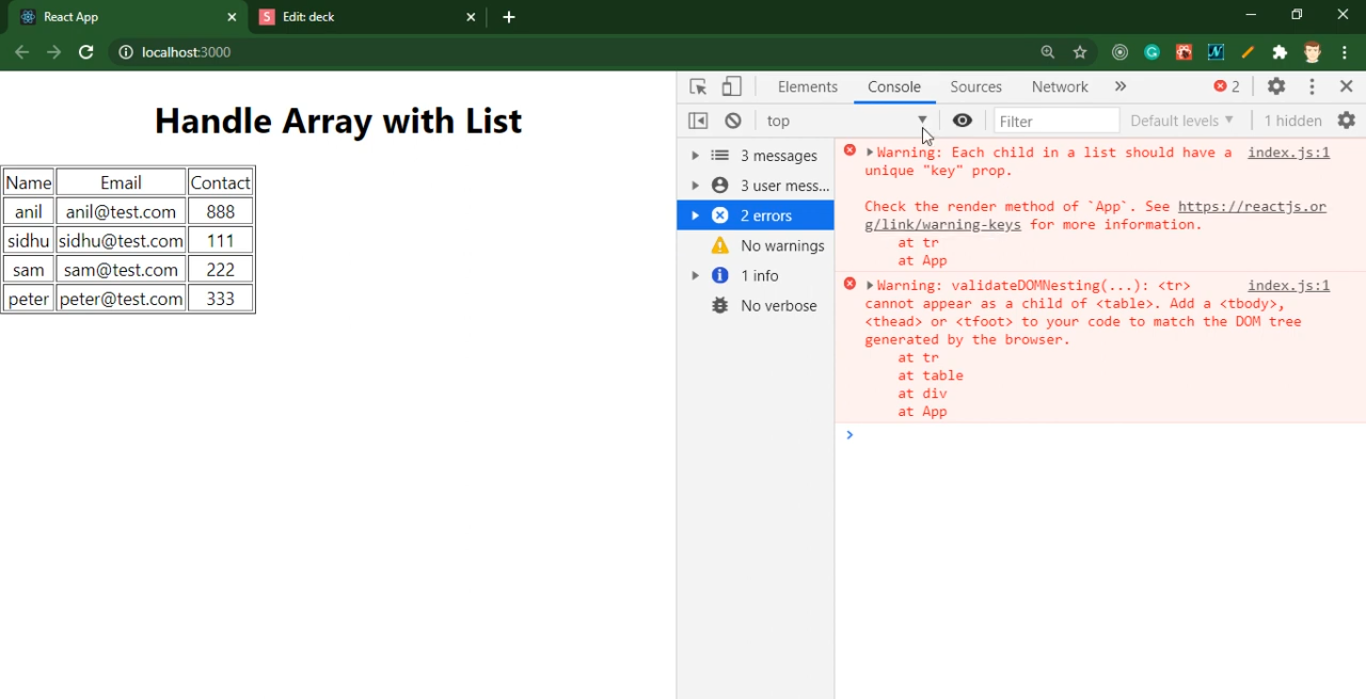 React App
Edit: deck
localhost:3000
Elements
Console
Sources
Network
2
top
Filter
Default levels
1 hidden
Handle Array with List
Name Email Contact
anil anil@test.com 888
sidhu sidhu@test.com 111
sam sam@test.com 222
peter peter@test.com 333
3 messages
3 user mess...
2 errors
No warnings
1 info
No verbose
Warning: Each child in a list should have a index.js:1
unique "key" prop.
Check the render method of `App`. See https://reactjs.or
g/link/warning-keys for more information.
at tr
at App
Warning: validateDOMNesting(...): <tr> index.js:1
cannot appear as a child of <table>. Add a <tbody>,
<thead> or <tfoot> to your code to match the DOM tree
generated by the browser.
at tr
at table
at div
at App